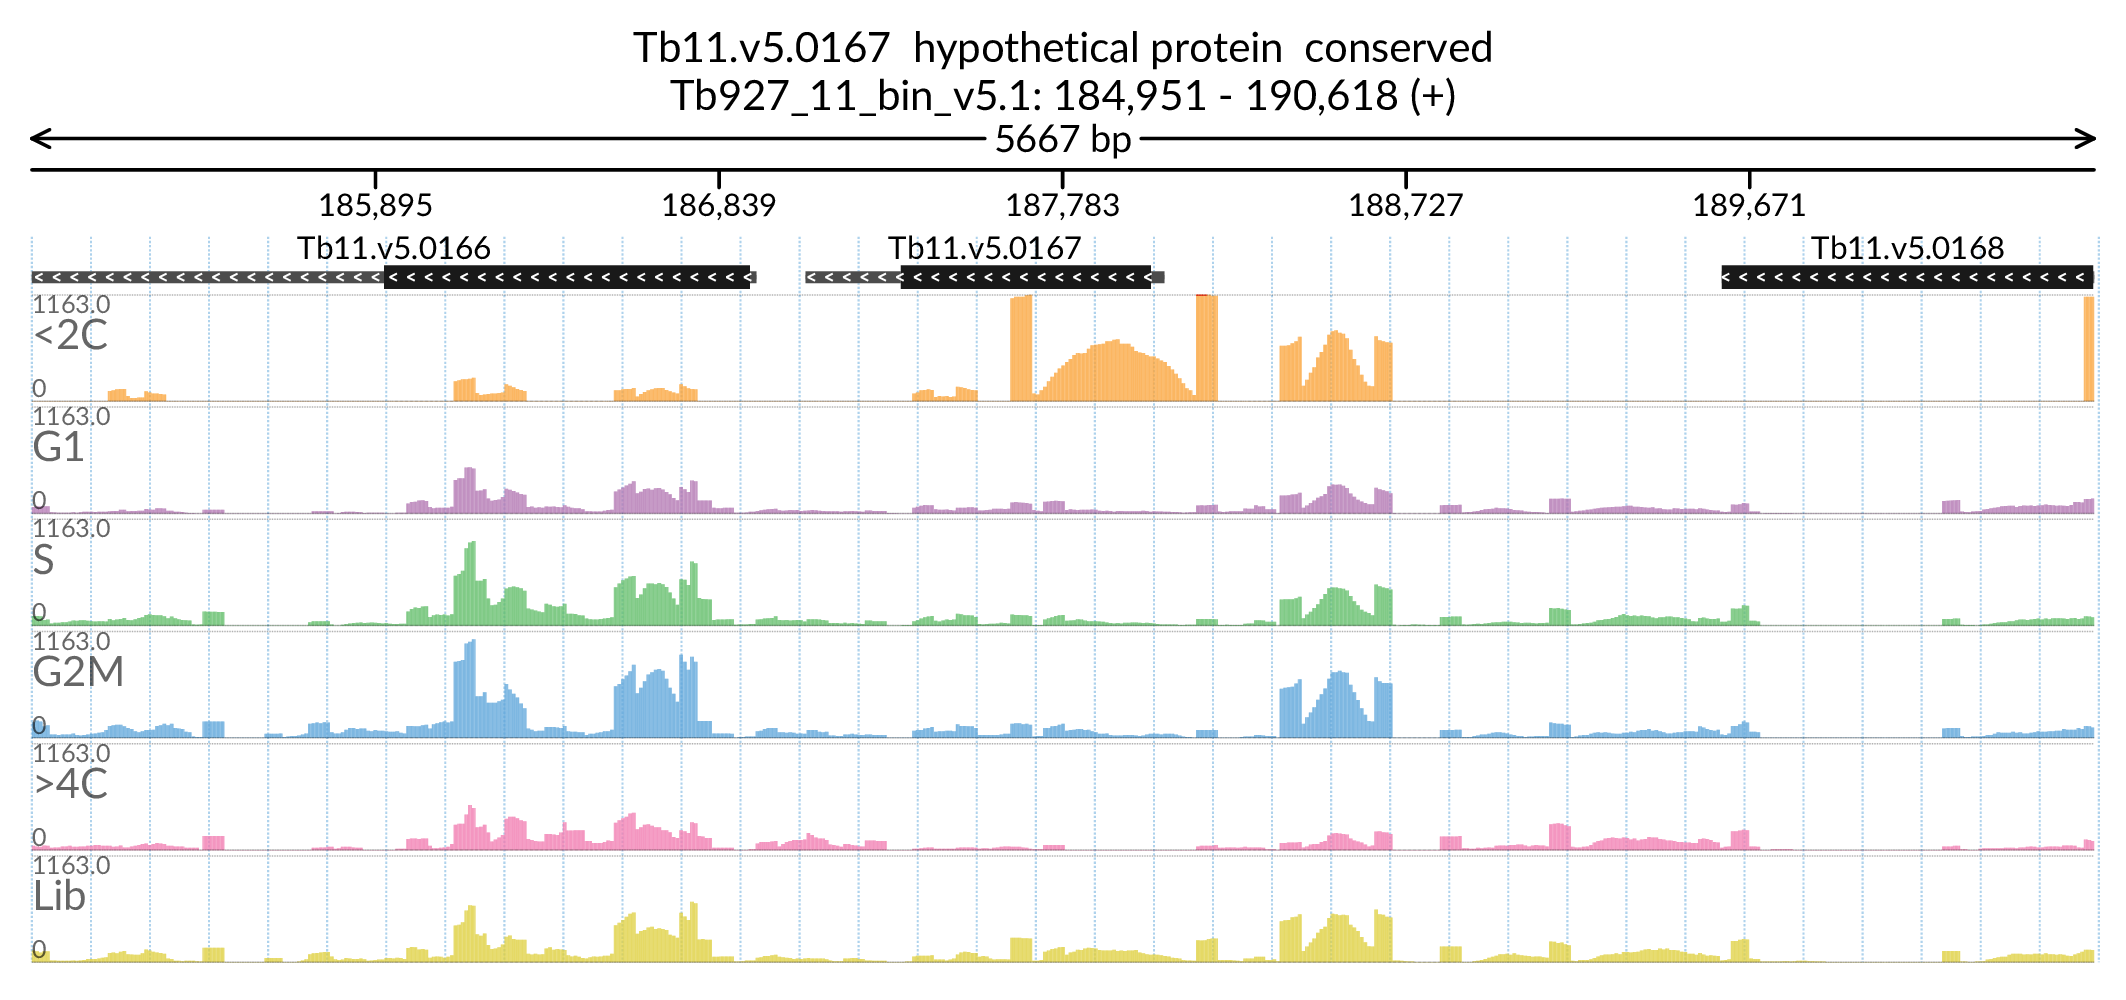 Tb11.v5.0167 hypothetical protein conserved
Tb927_11_bin_v5.1: 184,951 - 190,618 (+)
5667 bp
185,895 186,839 187,783 188,727 189,671
Tb11.v5.0166 Tb11.v5.0167 Tb11.v5.0168
1163.0
<2C
0
1163.0
G1
0
1163.0
S
0
1163.0
G2M
0
1163.0
>4C
0
1163.0
Lib
0